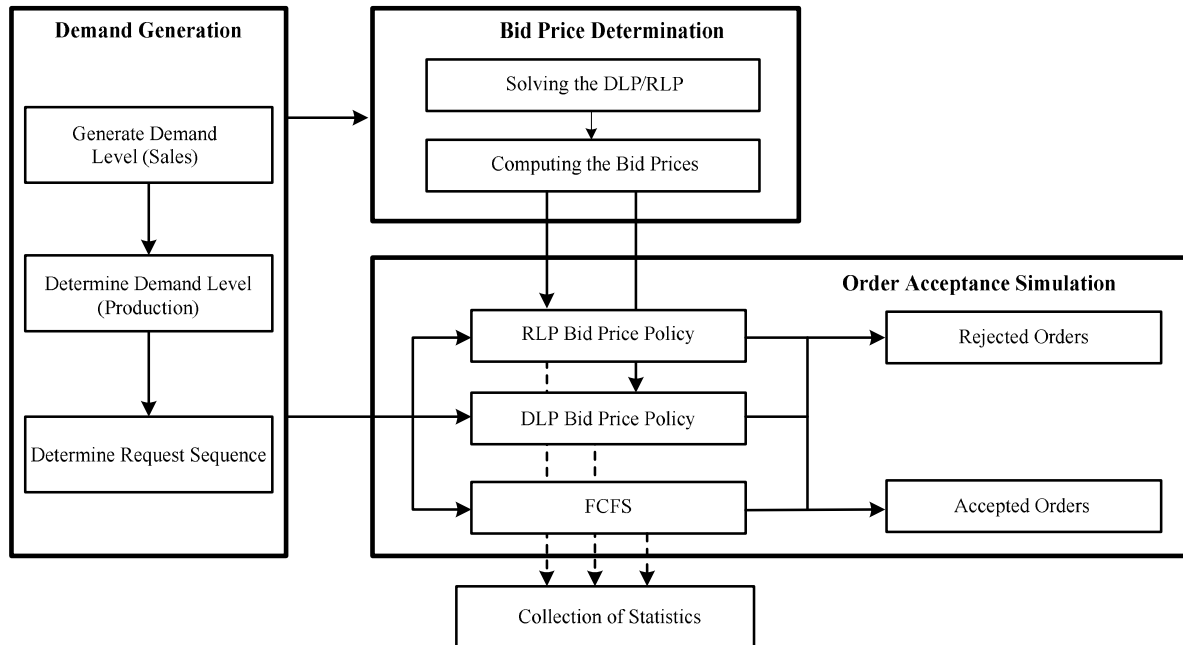 Demand Generation
Generate Demand
Level (Sales)
Determine Demand Level
(Production)
Determine Request Sequence
Bid Price Determination
Solving the DLP/RLP
Computing the Bid Prices
Order Acceptance Simulation
RLP Bid Price Policy
DLP Bid Price Policy
FCFS
Rejected Orders
Accepted Orders
Collection of Statistics